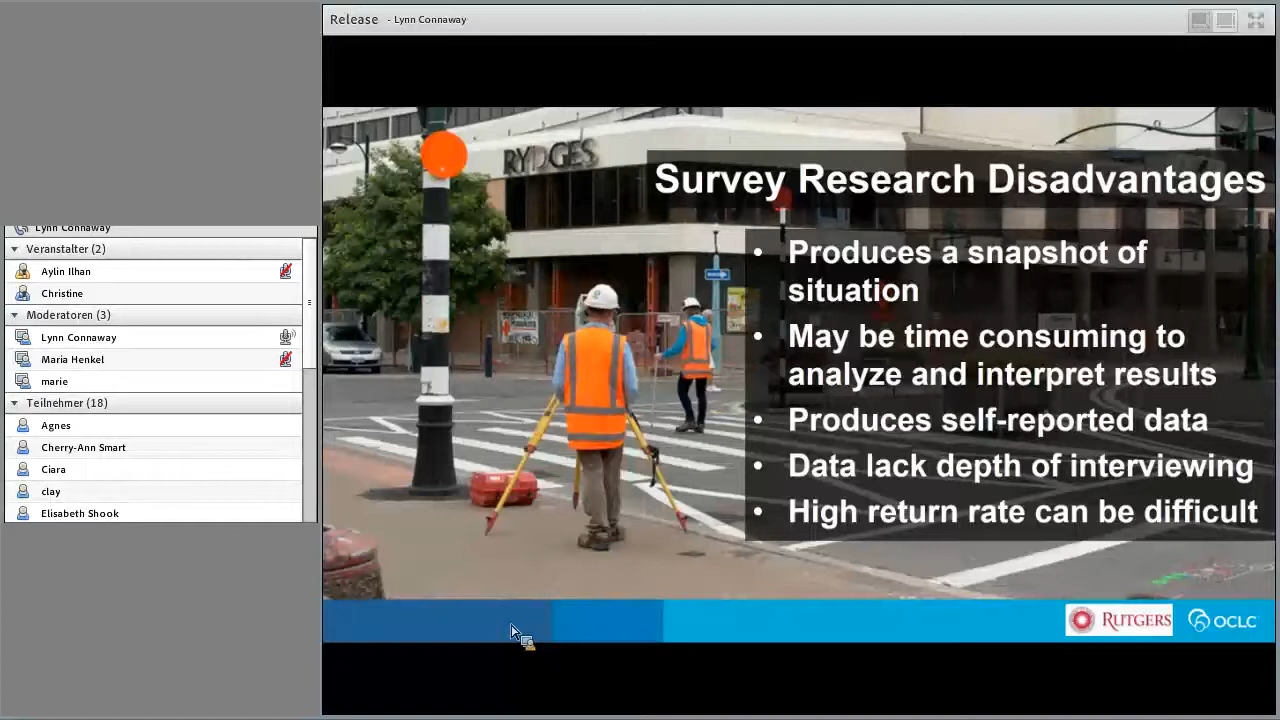 Release - Lynn Connaway
Lynn Connaway
Veranstalter (2)
Aylin Ilhan
Christine
Moderatoren (3)
Lynn Connaway
Maria Henkel
marie
Teilnehmer (18)
Agnes
Cherry-Ann Smart
Ciara
clay
Elisabeth Shook
RYDGES
Survey Research Disadvantages
• Produces a snapshot of
situation
• May be time consuming to
analyze and interpret results
• Produces self-reported data
• Data lack depth of interviewing
• High return rate can be difficult
RUTGERS
OCLC